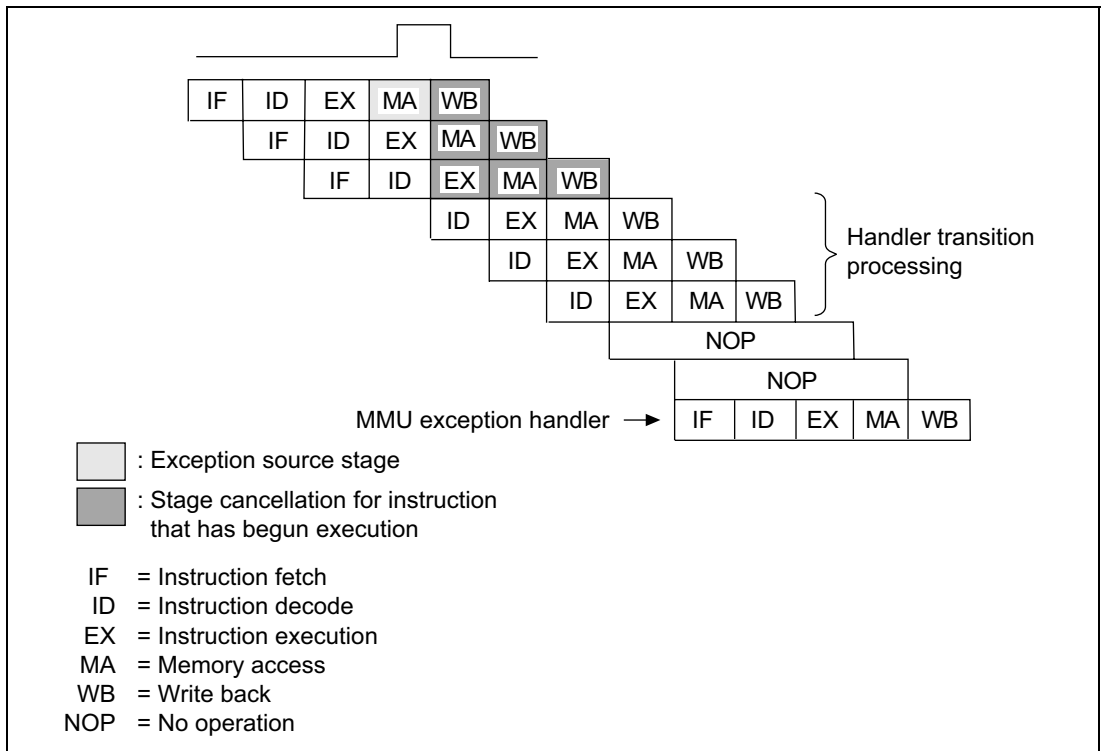 IF ID EX MA WB
IF ID EX MA WB
IF ID EX MA WB
ID EX MA WB
ID EX MA WB
ID EX MA WB
Handler transition
processing
NOP
NOP
MMU exception handler → IF ID EX MA WB
: Exception source stage
: Stage cancellation for instruction
that has begun execution
IF = Instruction fetch
ID = Instruction decode
EX = Instruction execution
MA = Memory access
WB = Write back
NOP = No operation